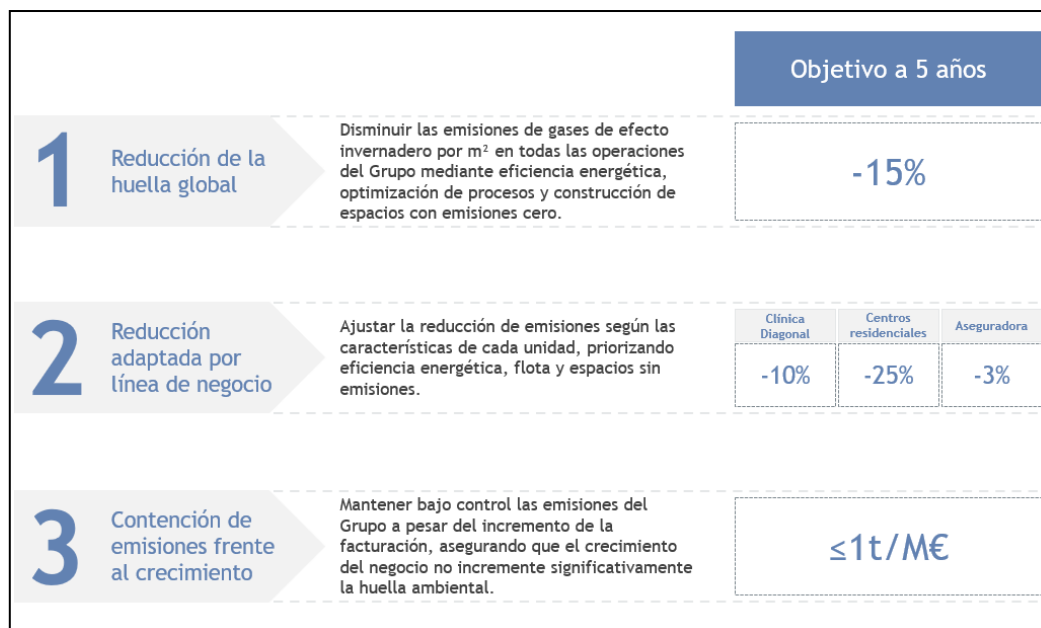 Objetivo a 5 años
1
Reducción de la
huella global
Disminuir las emisiones de gases de efecto
invernadero por m² en todas las operaciones
del Grupo mediante eficiencia energética,
optimización de procesos y construcción de
espacios con emisiones cero.
-15%
2
Reducción
adaptada por
línea de negocio
Ajustar la reducción de emisiones según las
características de cada unidad, priorizando
eficiencia energética, flota y espacios sin
emisiones.
Clínica
Diagonal
Centros
residenciales
Aseguradora
-10%
-25%
-3%
3
Contención de
emisiones frente
al crecimiento
Mantener bajo control las emisiones del
Grupo a pesar del incremento de la
facturación, asegurando que el crecimiento
del negocio no incremente significativamente
la huella ambiental.
≤1t/M€